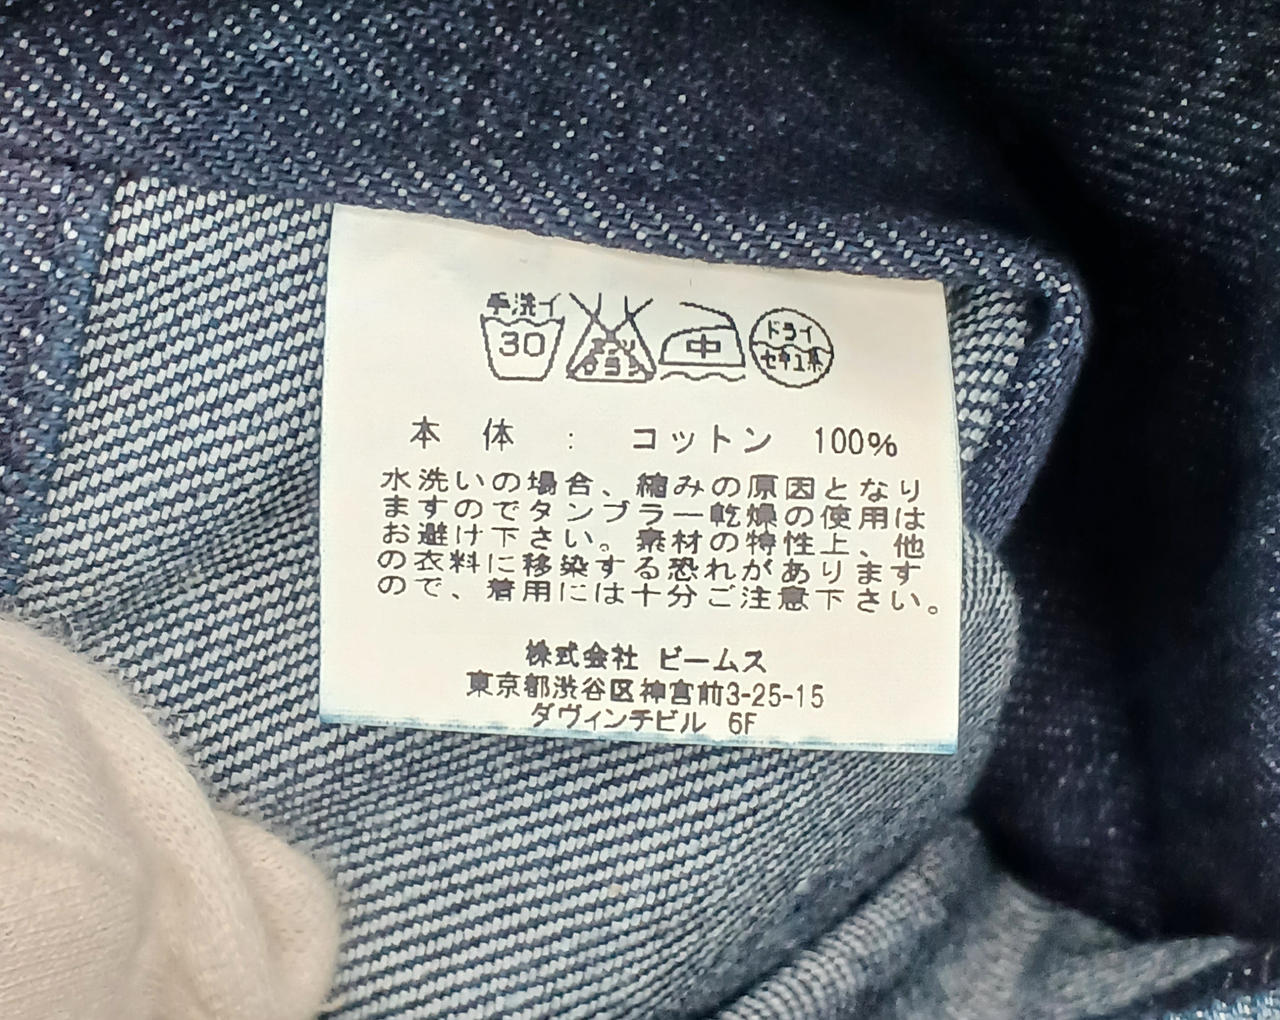 手洗イ
30
エンソ
サラシ
中
ドライ
セキユ系
本 体 : コットン 100%
水洗いの場合、縮みの原因となり
ますのでタンブラー乾燥の使用は
お避け下さい。素材の特性上、他
の衣料に移染する恐れがあります
ので、着用には十分ご注意下さい。
株式会社 ビームス
東京都渋谷区神宮前3-25-15
ダヴィンチビル 6F